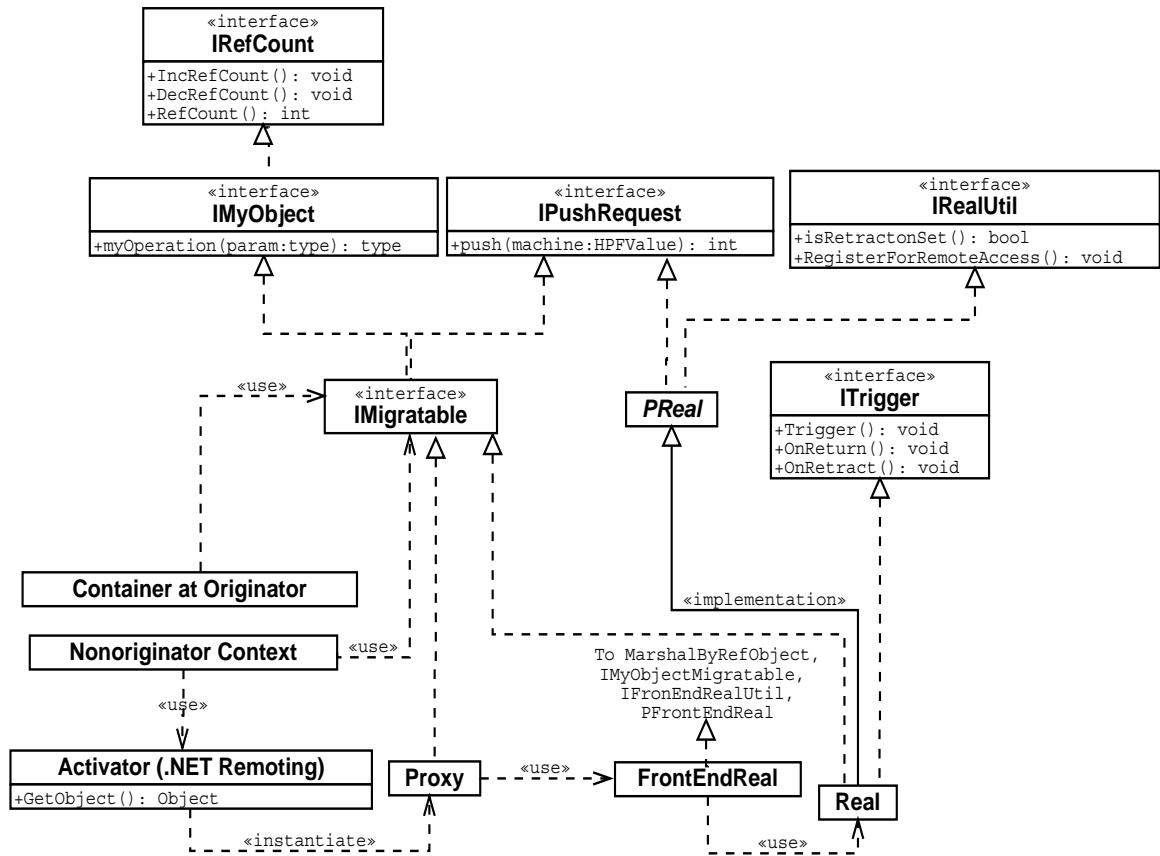 «interface»
IRefCount
+IncRefCount(): void
+DecRefCount(): void
+RefCount(): int
«interface»
IMyObject
+myOperation(param:type): type
«interface»
IPushRequest
+push(machine:HPFValue): int
«interface»
IRealUtil
+isRetractonSet(): bool
+RegisterForRemoteAccess(): void
«use»
«interface»
IMigratable
PReal
«interface»
ITrigger
+Trigger(): void
+OnReturn(): void
+OnRetract(): void
Container at Originator
«implementation»
Nonoriginator Context
«use»
To MarshalByRefObject,
IMyObjectMigratable,
IFronEndRealUtil,
PFrontEndReal
«use»
Activator (.NET Remoting)
+GetObject(): Object
Proxy
«use»
FrontEndReal
Real
«instantiate»
«use»